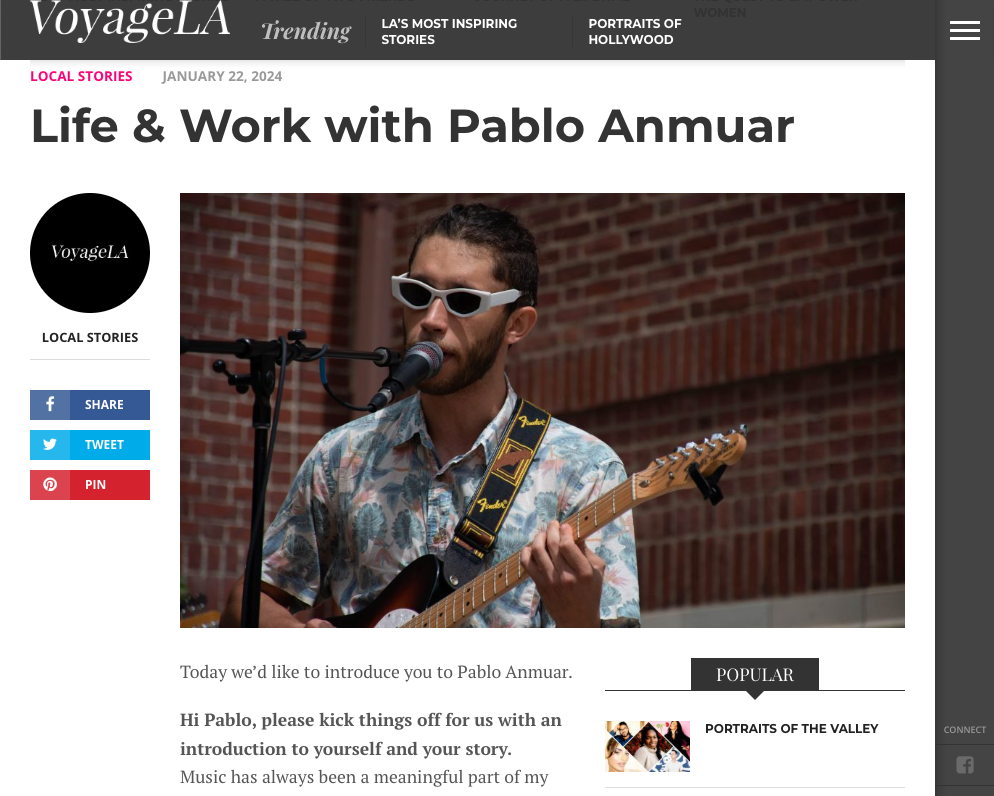 VoyageLA
Trending
LA'S MOST INSPIRING
STORIES
PORTRAITS OF
HOLLYWOOD
WOMEN
LOCAL STORIES
JANUARY 22, 2024
Life & Work with Pablo Anmuar
VoyageLA
LOCAL STORIES
SHARE
TWEET
PIN
Fender
Fender
Today we'd like to introduce you to Pablo Anmuar.
Hi Pablo, please kick things off for us with an
introduction to yourself and your story.
Music has always been a meaningful part of my
POPULAR
PORTRAITS OF THE VALLEY
CONNECT